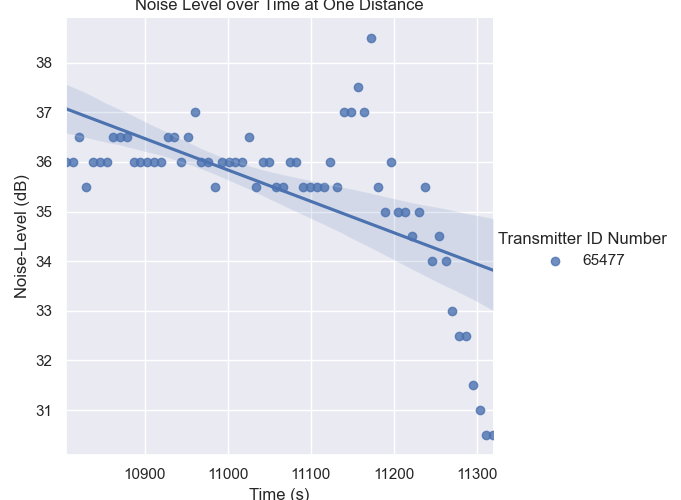 Noise Level over Time at One Distance
38
37
36
35
34
33
32
31
Noise-Level (dB)
10900 11000 11100 11200 11300
Time (s)
Transmitter ID Number
65477